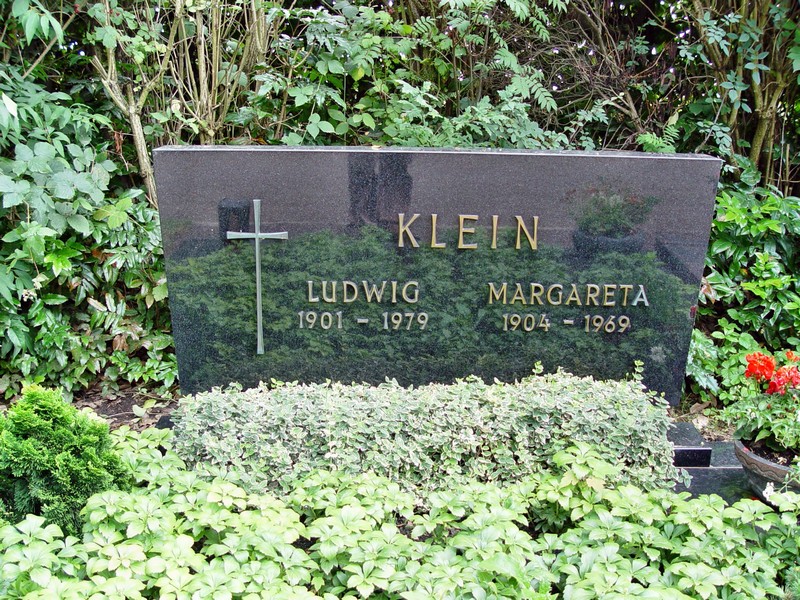 KLEIN
LUDWIG MARGARETA
1901 - 1979 1904 - 1969